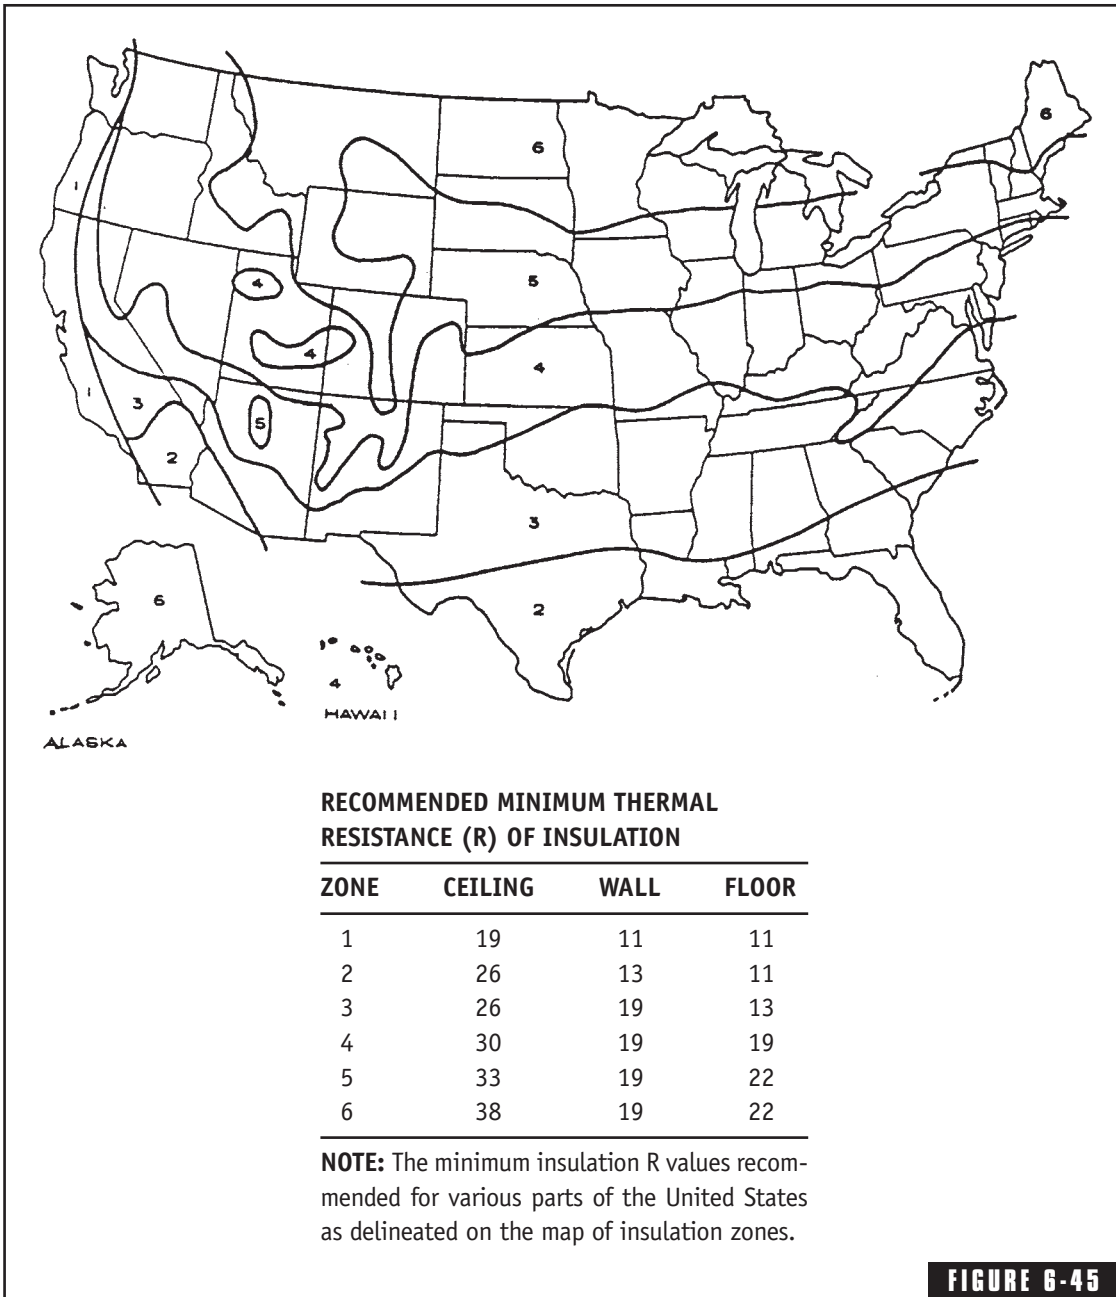 6
6
1
5
4
4
4
1
3
5
2
3
6
2
4
HAWAII
ALASKA
RECOMMENDED MINIMUM THERMAL
RESISTANCE (R) OF INSULATION
ZONE CEILING WALL FLOOR
1 19 11 11
2 26 13 11
3 26 19 13
4 30 19 19
5 33 19 22
6 38 19 22
NOTE: The minimum insulation R values recom-
mended for various parts of the United States
as delineated on the map of insulation zones.
FIGURE 6-45